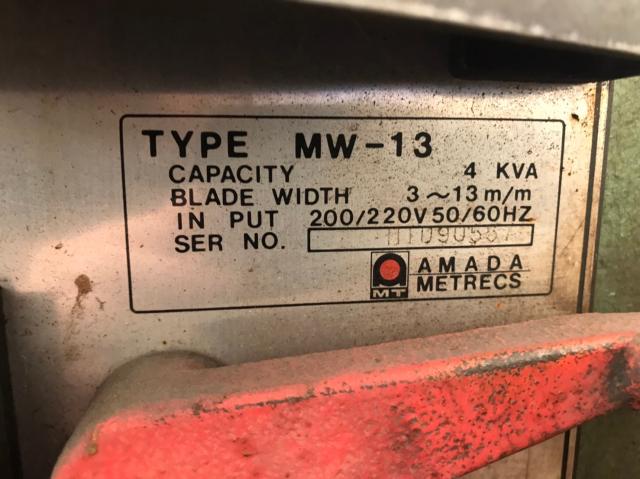 TYPE MW-13
CAPACITY 4 KVA
BLADE WIDTH 3~13m/m
IN PUT 200/220V 50/60HZ
SER NO.
MT AMADA
METRECS